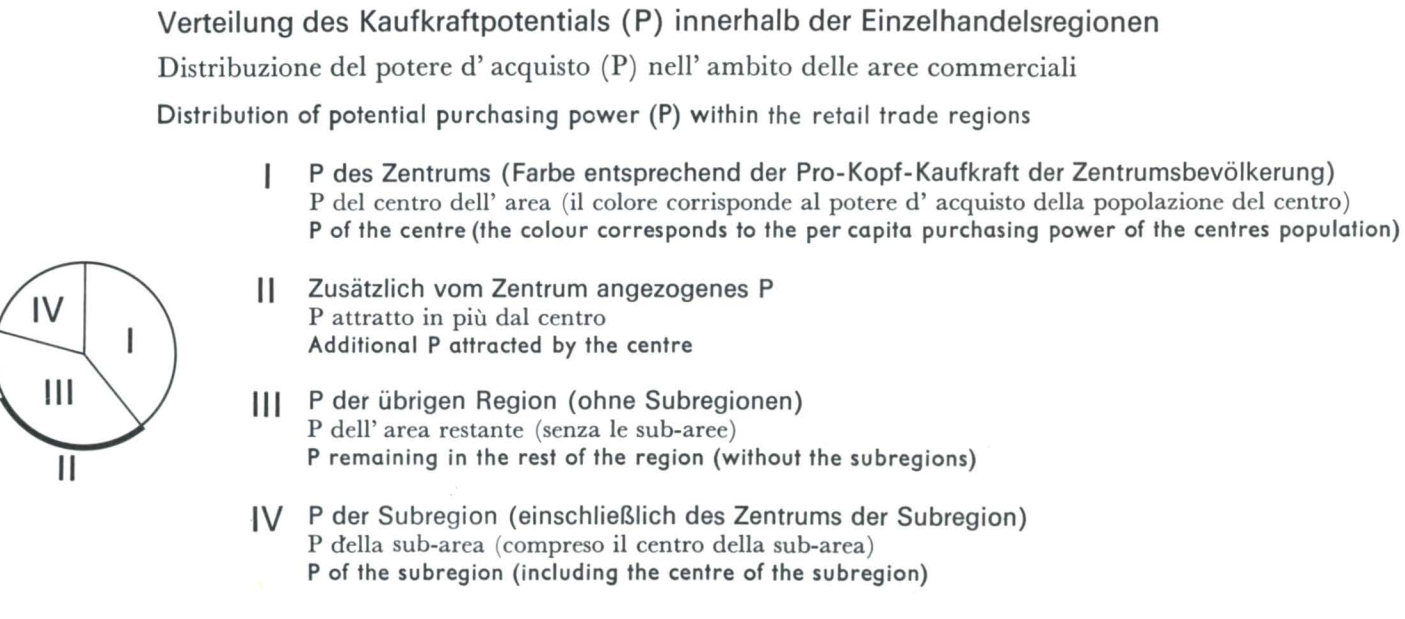 Verteilung des Kaufkraftpotentials (P) innerhalb der Einzelhandelsregionen
Distribuzione del potere d' acquisto (P) nell' ambito delle aree commerciali
Distribution of potential purchasing power (P) within the retail trade regions
I P des Zentrums (Farbe entsprechend der Pro-Kopf-Kaufkraft der Zentrumsbevölkerung)
P del centro dell' area (il colore corrisponde al potere d' acquisto della popolazione del centro)
P of the centre (the colour corresponds to the per capita purchasing power of the centres population)
II Zusätzlich vom Zentrum angezogenes P
P attratto in più dal centro
Additional P attracted by the centre
III P der übrigen Region (ohne Subregionen)
P dell' area restante (senza le sub-aree)
P remaining in the rest of the region (without the subregions)
IV P der Subregion (einschließlich des Zentrums der Subregion)
P della sub-area (compreso il centro della sub-area)
P of the subregion (including the centre of the subregion)
IV
I
III
II